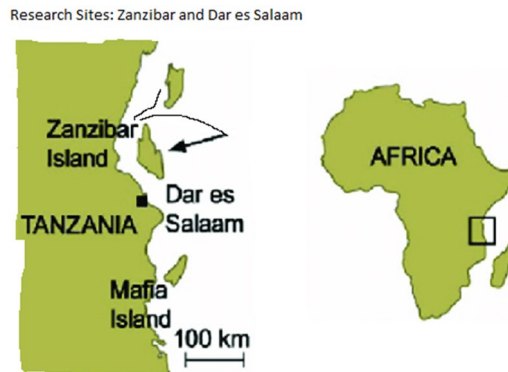 Research Sites: Zanzibar and Dar es Salaam
Zanzibar
Island
AFRICA
Dar es
Salaam
TANZANIA
Mafia
Island
100 km